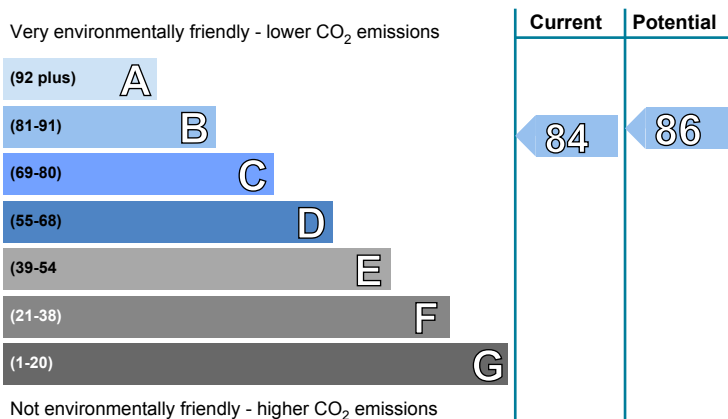 Current Potential
Very environmentally friendly - lower CO₂ emissions
(92 plus) A
(81-91) B 84 86
(69-80) C
(55-68) D
(39-54 E
(21-38) F
(1-20) G
Not environmentally friendly - higher CO₂ emissions